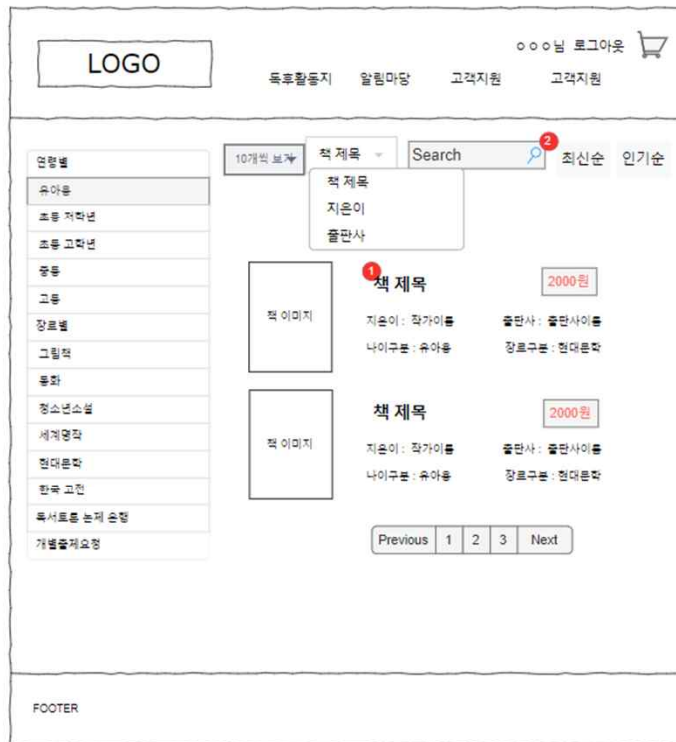 LOGO
ㅇㅇㅇ님 로그아웃
독후활동지 알림마당 고객지원 고객지원
연령별
유아용
초등 저학년
초등 고학년
중등
고등
장르별
그림책
동화
청소년소설
세계명작
현대문학
한국 고전
독서토론 논제 은행
개별출제요청
10개씩 보기 책 제목 Search 2 최신순 인기순
책 제목
지은이
출판사
책 이미지
1 책 제목 2000원
지은이 : 작가이름 출판사 : 출판사이름
나이구분 : 유아용 장르구분 : 현대문학
책 이미지
책 제목 2000원
지은이 : 작가이름 출판사 : 출판사이름
나이구분 : 유아용 장르구분 : 현대문학
Previous 1 2 3 Next
FOOTER